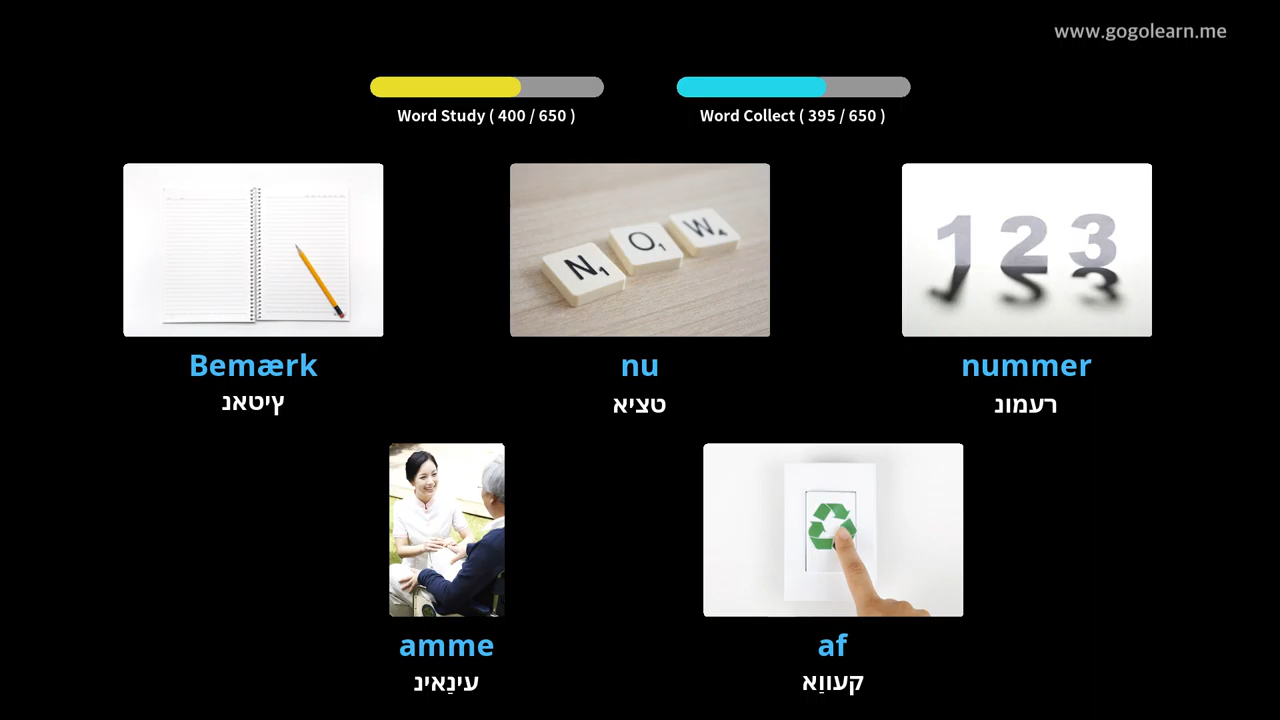 www.gogolearn.me
Word Study ( 400 / 650 )
Word Collect ( 395 / 650 )
Bemærk
ץיטאנ
nu
טציא
nummer
רעמונ
amme
עינַאינ
af
קעווַא